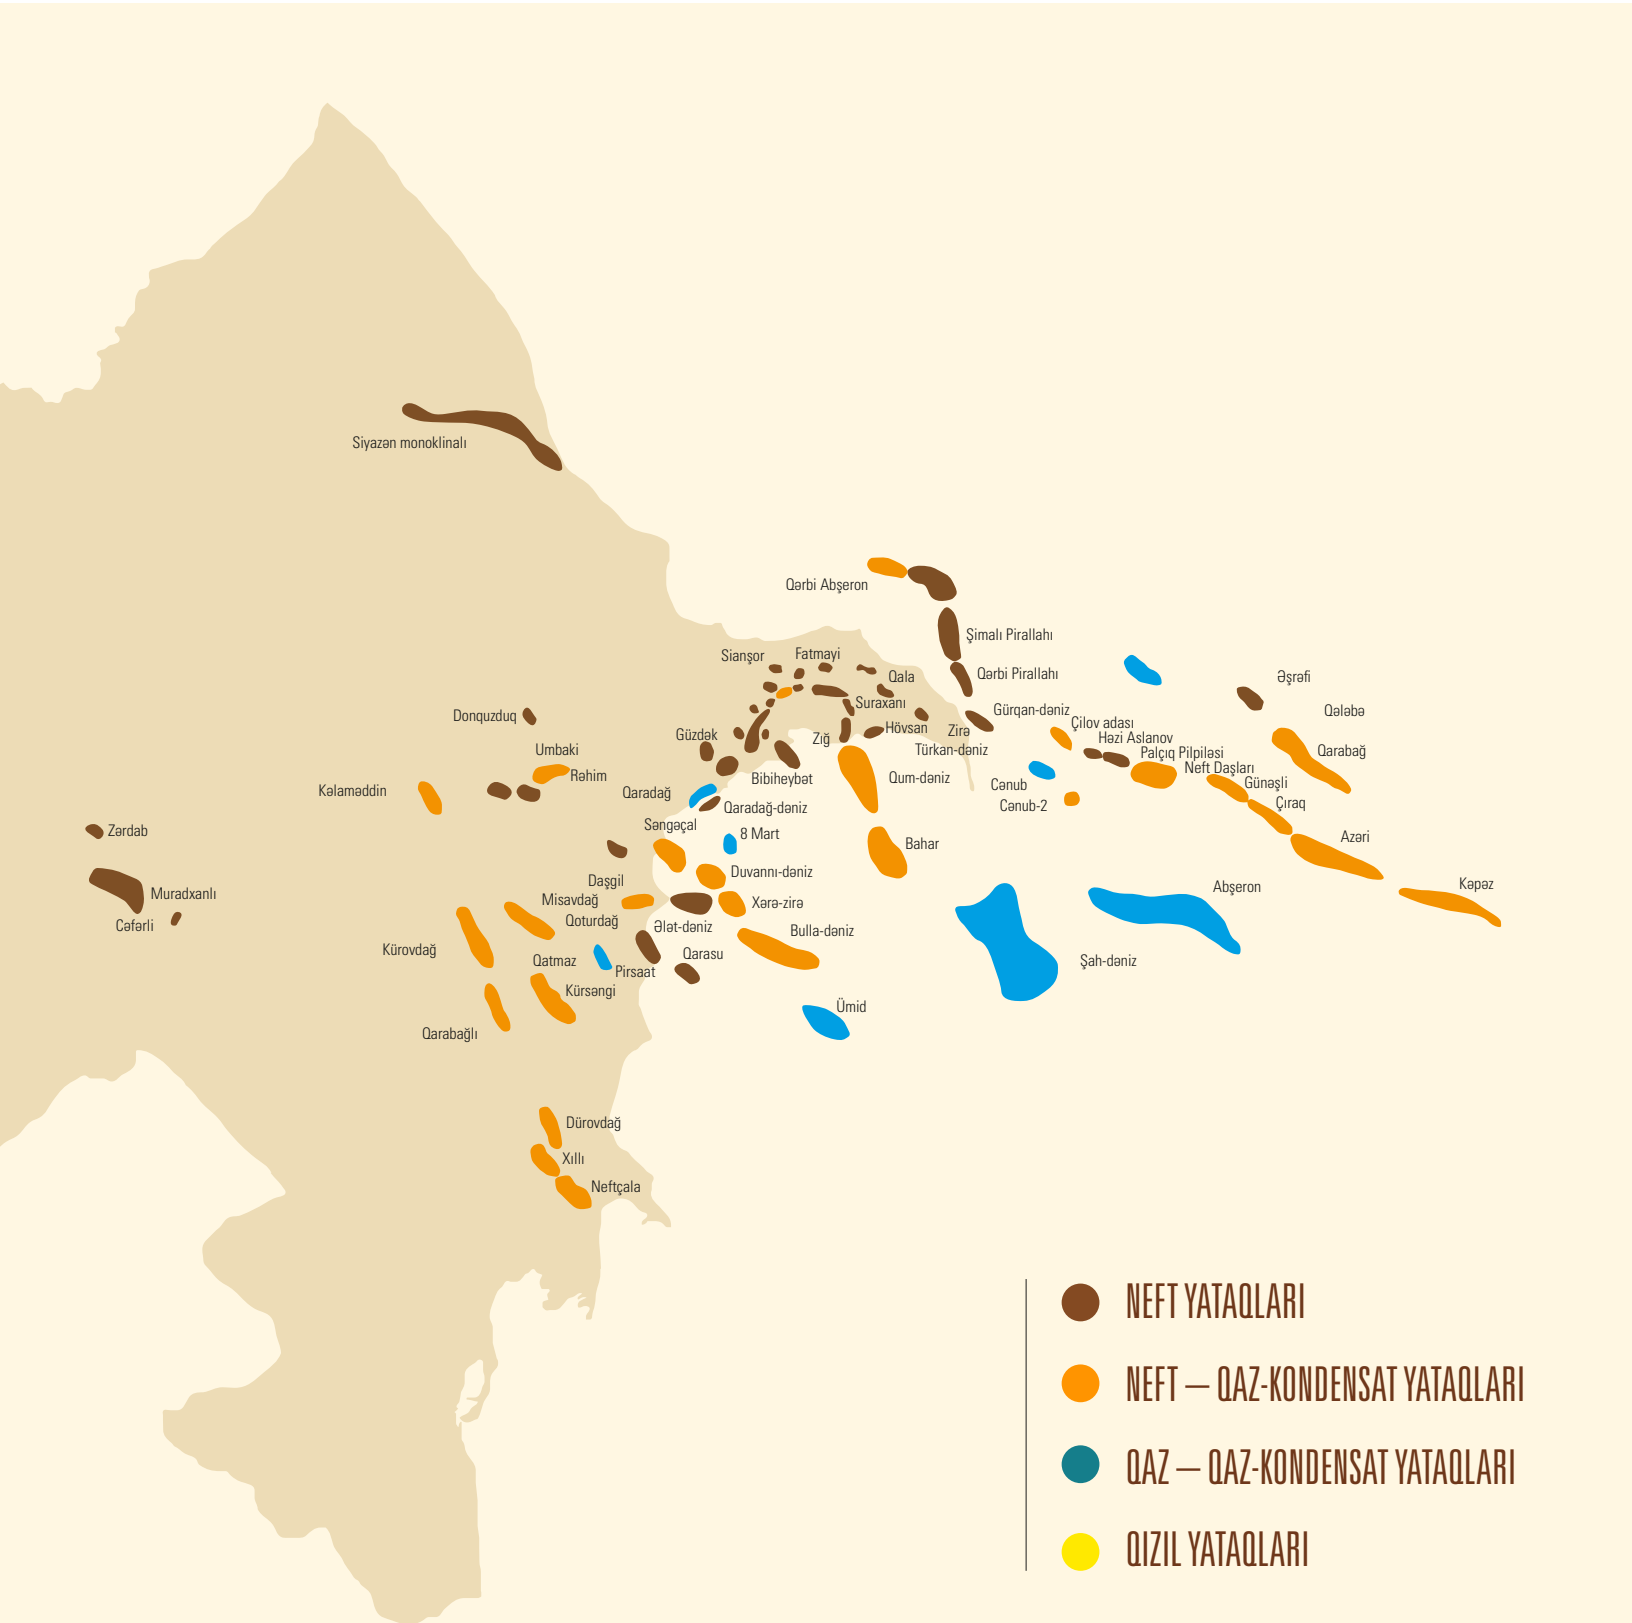 Siyazən monoklinalı
Qərbi Abşeron
Şimalı Pirallahı
Sianşor
Fatmayi
Qərbi Pirallahı
Qala
Əşrəfi
Suraxanı
Gürqan-dəniz
Qələbə
Donquzduq
Çilov adası
Güzdək
Zığ
Hövsan
Zirə
Həzi Aslanov
Umbaki
Türkan-dəniz
Palçıq Pilpiləsi
Qarabağ
Rəhim
Bibiheybət
Qum-dəniz
Neft Daşları
Kəlaməddin
Qaradağ
Cənub
Günəşli
Qaradağ-dəniz
Cənub-2
Çıraq
Zərdab
Səngəçal
8 Mart
Azəri
Bahar
Daşgil
Duvannı-dəniz
Abşeron
Kəpəz
Muradxanlı
Misavdağ
Xərə-zirə
Cəfərli
Qoturdağ
Ələt-dəniz
Bulla-dəniz
Kürovdağ
Qatmaz
Qarasu
Şah-dəniz
Pirsaat
Kürsəngi
Ümid
Qarabağlı
Dürovdağ
Xıllı
Neftçala
NEFT YATAQLARI
NEFT — QAZ-KONDENSAT YATAQLARI
QAZ — QAZ-KONDENSAT YATAQLARI
QIZIL YATAQLARI